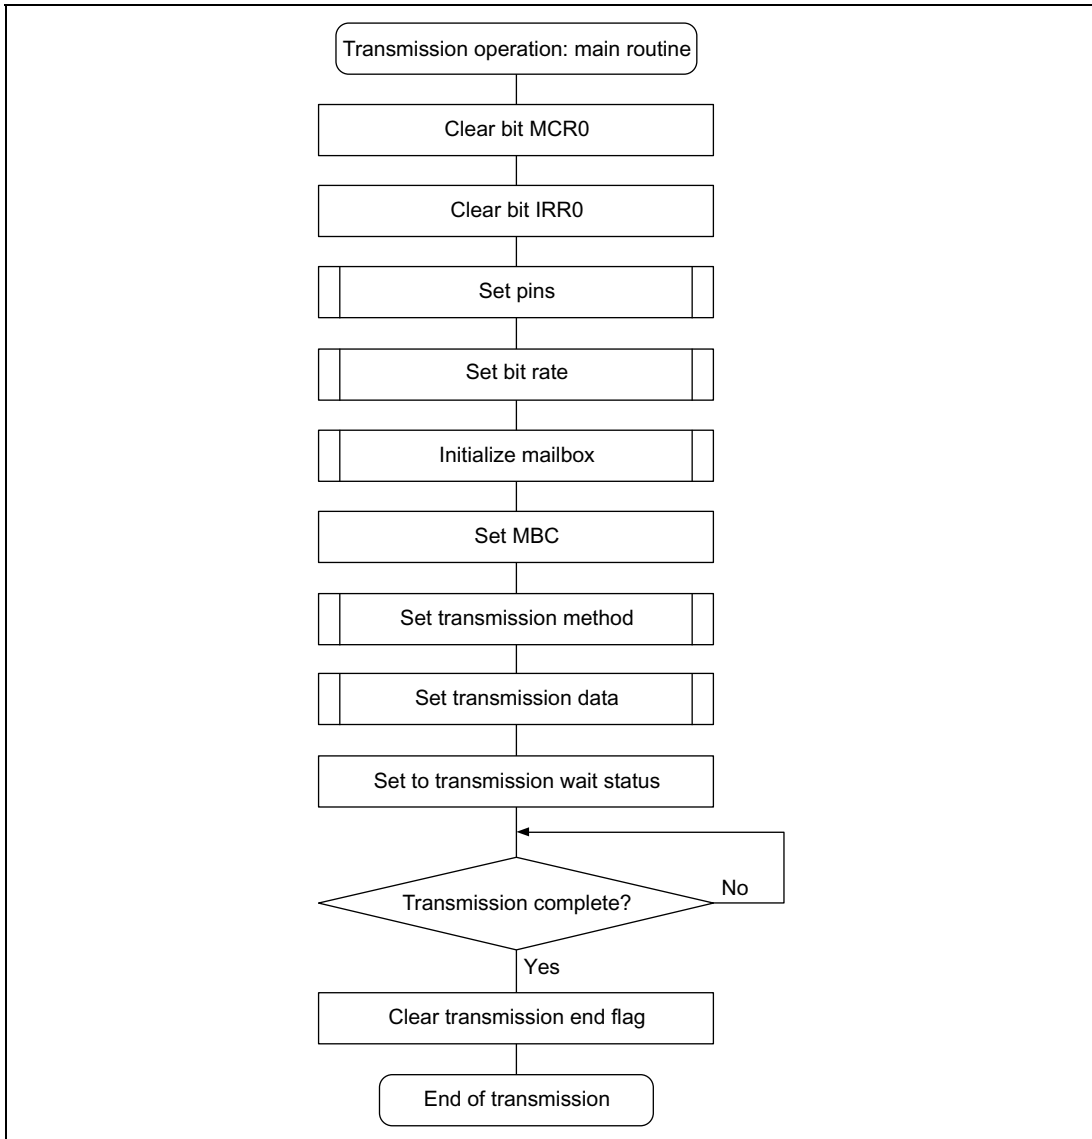 Transmission operation: main routine
Clear bit MCR0
Clear bit IRR0
Set pins
Set bit rate
Initialize mailbox
Set MBC
Set transmission method
Set transmission data
Set to transmission wait status
Transmission complete?
No
Yes
Clear transmission end flag
End of transmission